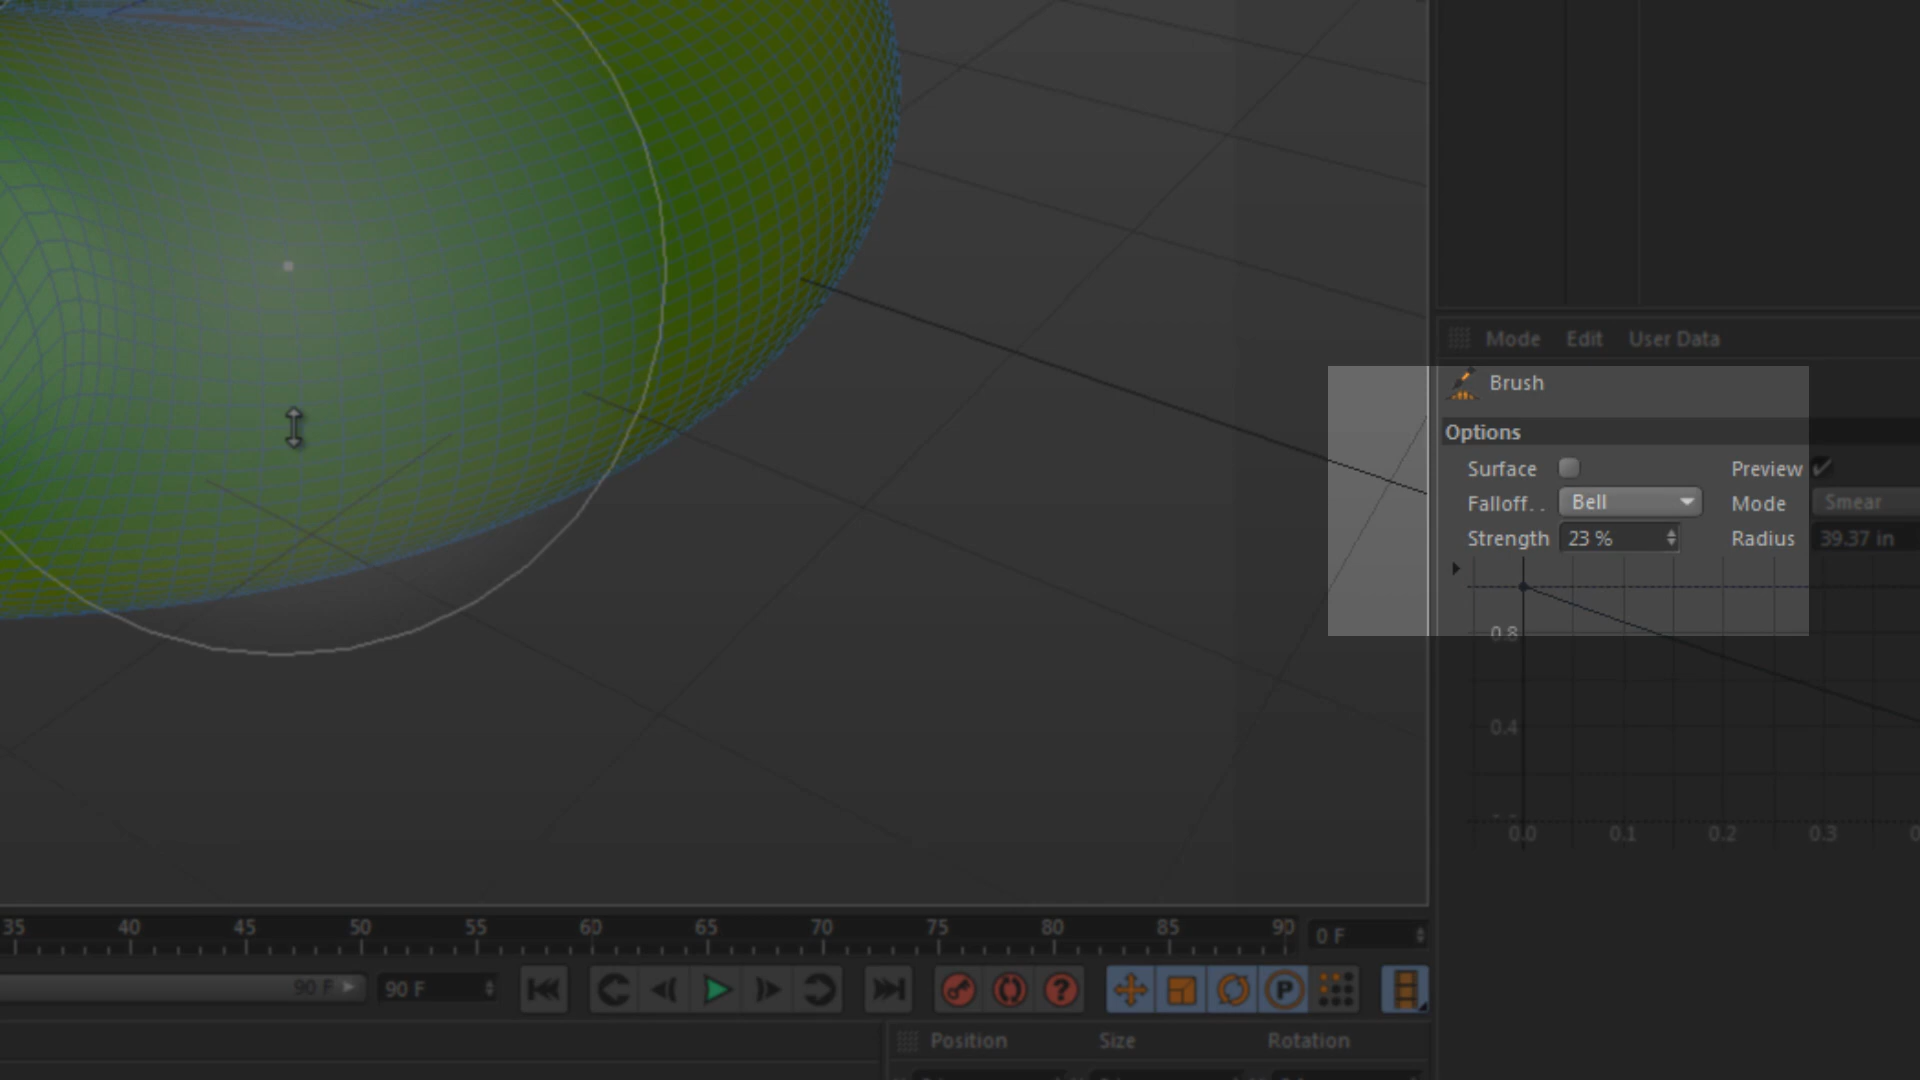 Mode Edit User Data
Brush
Options
Surface Preview
Falloff. . Bell Mode Smear
Strength 23 % Radius 39.37 in
0.8
0.4
0.0 0.1 0.2 0.3
35 40 45 50 55 60 65 70 75 80 85 90 0 F
90 F 90 F
P
Position Size Rotation